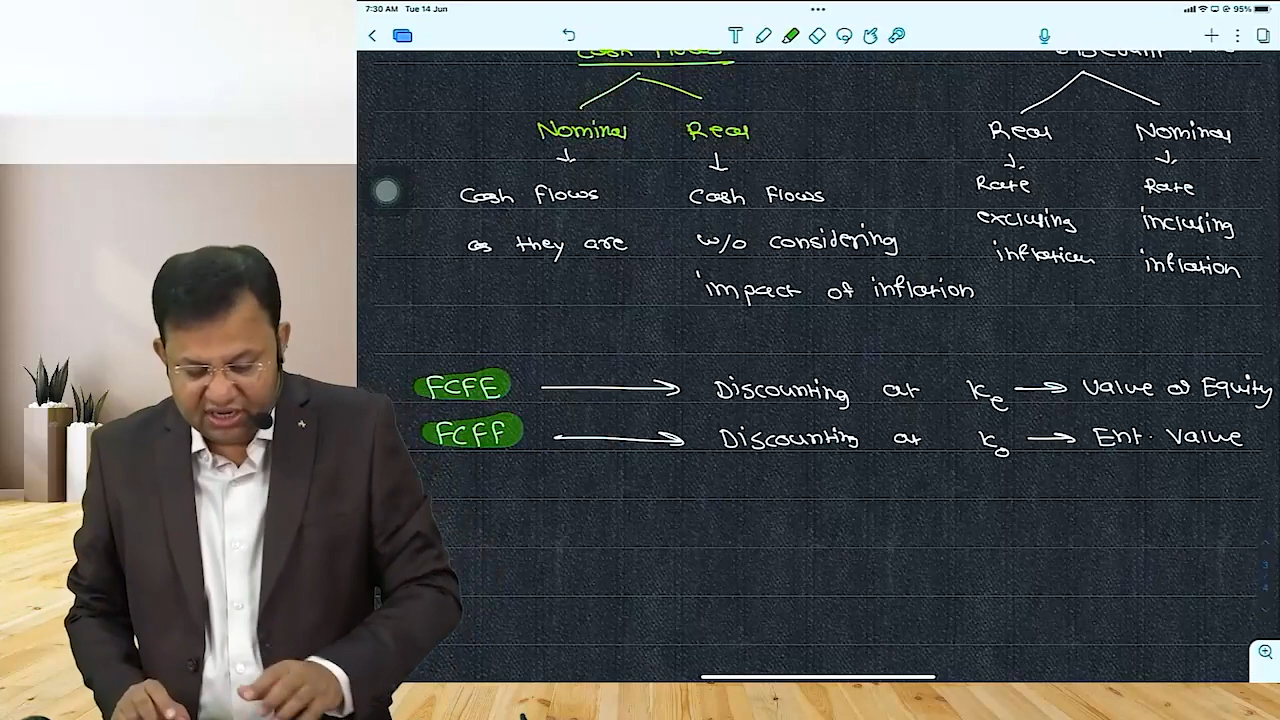 7:30 AM Tue 14 Jun
95%
Cash Flows
Nominal Real
Real Nominal
Cash Flows
as they are
Cash Flows
w/o considering
impact of inflation
Rate
excluding
inflation
Rate
including
inflation
FCFE → Discounting at Ke → Value of Equity
FCFF → Discounting at Ko → Ent. Value